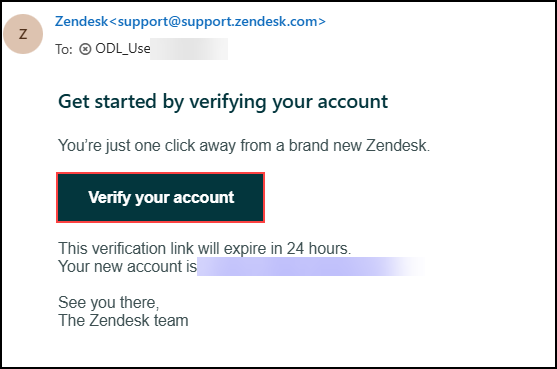 Z
Zendesk<support@support.zendesk.com>
To: ODL_Use
Get started by verifying your account
You're just one click away from a brand new Zendesk.
Verify your account
This verification link will expire in 24 hours.
Your new account is
See you there,
The Zendesk team